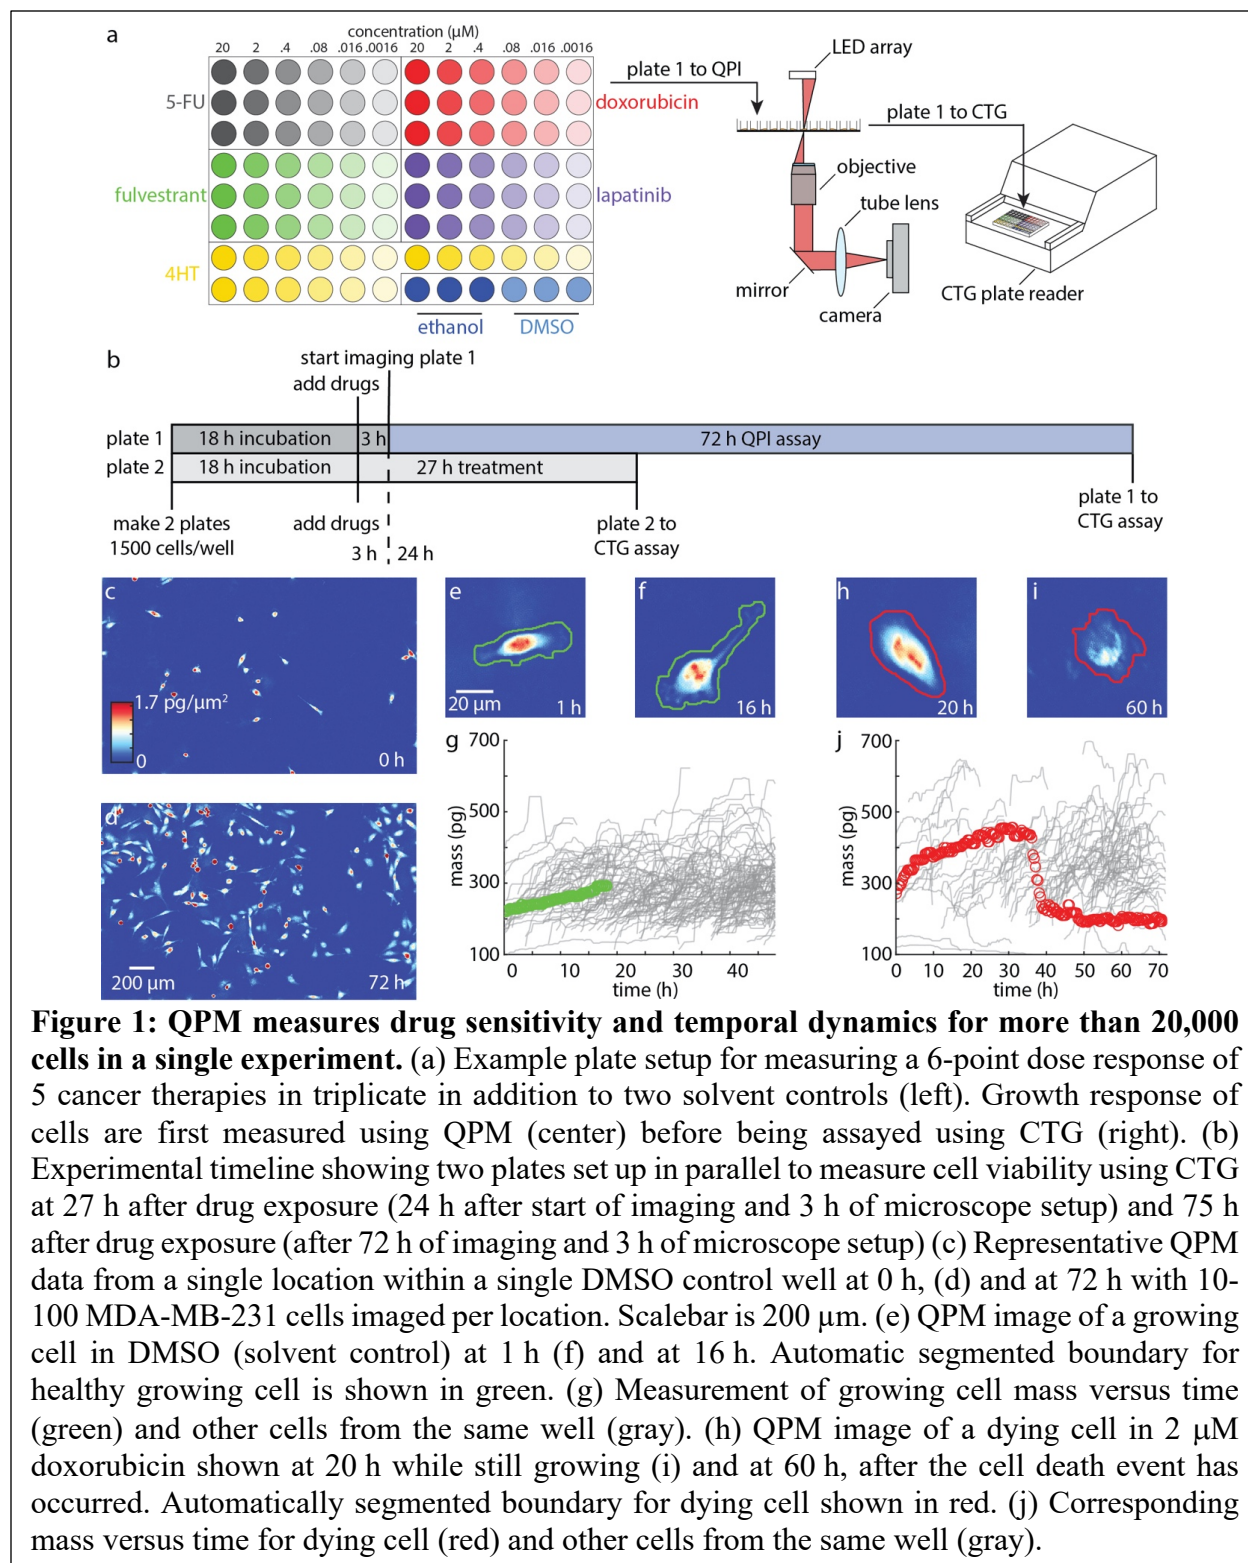 a
concentration (µM)
20 2 .4 .08 .016 .0016 20 2 .4 .08 .016 .0016
5-FU
doxorubicin
fulvestrant
lapatinib
4HT
ethanol DMSO
plate 1 to QPI
LED array
plate 1 to CTG
objective
tube lens
mirror
camera
CTG plate reader
b
start imaging plate 1
add drugs
plate 1 18 h incubation 3 h 72 h QPI assay
plate 2 18 h incubation 27 h treatment
make 2 plates
1500 cells/well
add drugs
3 h 24 h
plate 2 to
CTG assay
plate 1 to
CTG assay
c
1.7 pg/µm²
0
0 h
d
200 µm
72 h
e
20 µm
1 h
f
16 h
h
20 h
i
60 h
g
700
500
300
100
mass (pg)
0 10 20 30 40
time (h)
j
700
500
300
100
mass (pg)
0 10 20 30 40 50 60 70
time (h)
Figure 1: QPM measures drug sensitivity and temporal dynamics for more than 20,000
cells in a single experiment. (a) Example plate setup for measuring a 6-point dose response of
5 cancer therapies in triplicate in addition to two solvent controls (left). Growth response of
cells are first measured using QPM (center) before being assayed using CTG (right). (b)
Experimental timeline showing two plates set up in parallel to measure cell viability using CTG
at 27 h after drug exposure (24 h after start of imaging and 3 h of microscope setup) and 75 h
after drug exposure (after 72 h of imaging and 3 h of microscope setup) (c) Representative QPM
data from a single location within a single DMSO control well at 0 h, (d) and at 72 h with 10-
100 MDA-MB-231 cells imaged per location. Scalebar is 200 µm. (e) QPM image of a growing
cell in DMSO (solvent control) at 1 h (f) and at 16 h. Automatic segmented boundary for
healthy growing cell is shown in green. (g) Measurement of growing cell mass versus time
(green) and other cells from the same well (gray). (h) QPM image of a dying cell in 2 µM
doxorubicin shown at 20 h while still growing (i) and at 60 h, after the cell death event has
occurred. Automatically segmented boundary for dying cell shown in red. (j) Corresponding
mass versus time for dying cell (red) and other cells from the same well (gray).